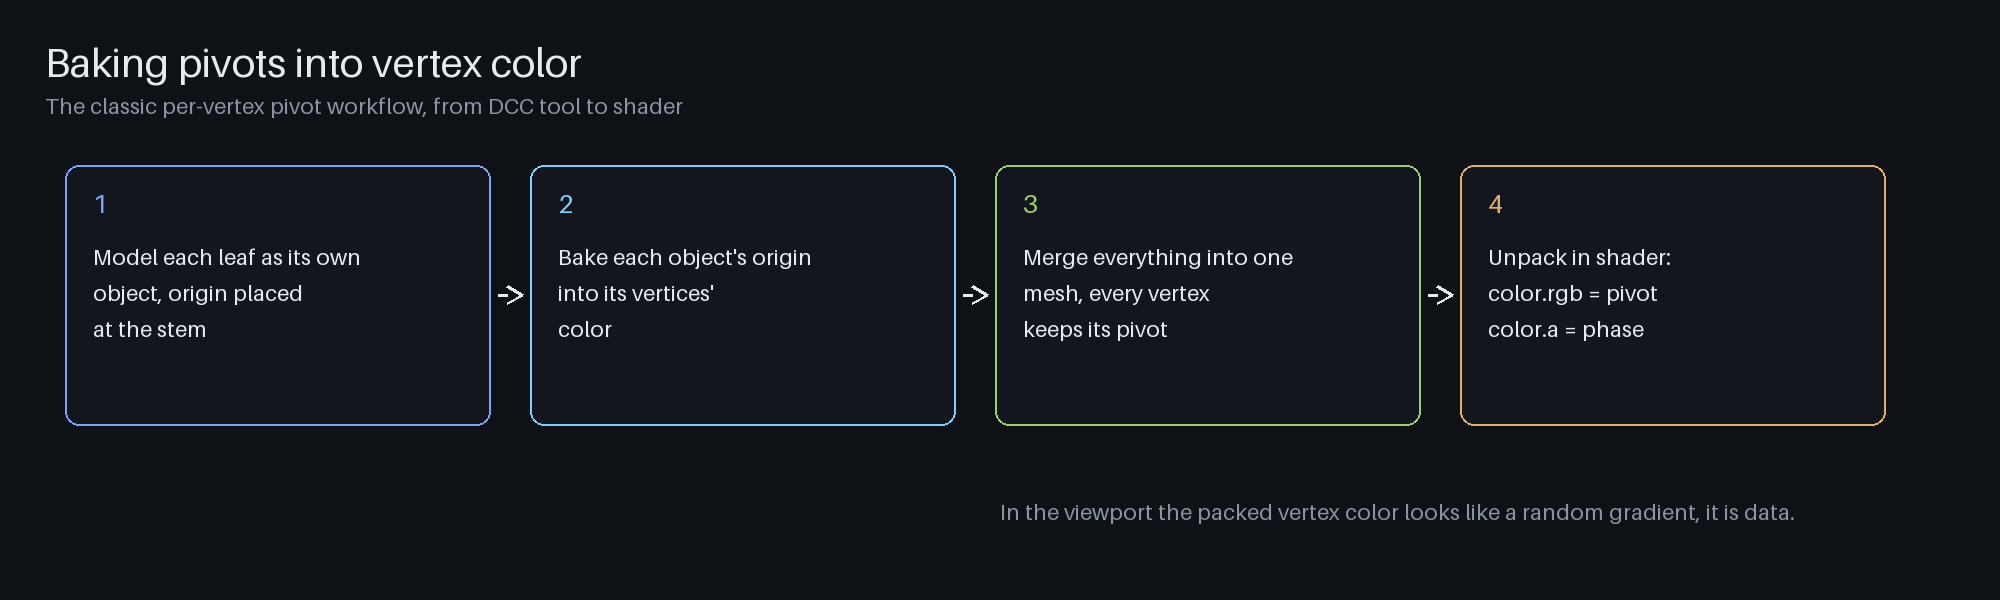 Baking pivots into vertex color
The classic per-vertex pivot workflow, from DCC tool to shader
1
Model each leaf as its own
object, origin placed
at the stem
->
2
Bake each object's origin
into its vertices'
color
->
3
Merge everything into one
mesh, every vertex
keeps its pivot
->
4
Unpack in shader:
color.rgb = pivot
color.a = phase
In the viewport the packed vertex color looks like a random gradient, it is data.